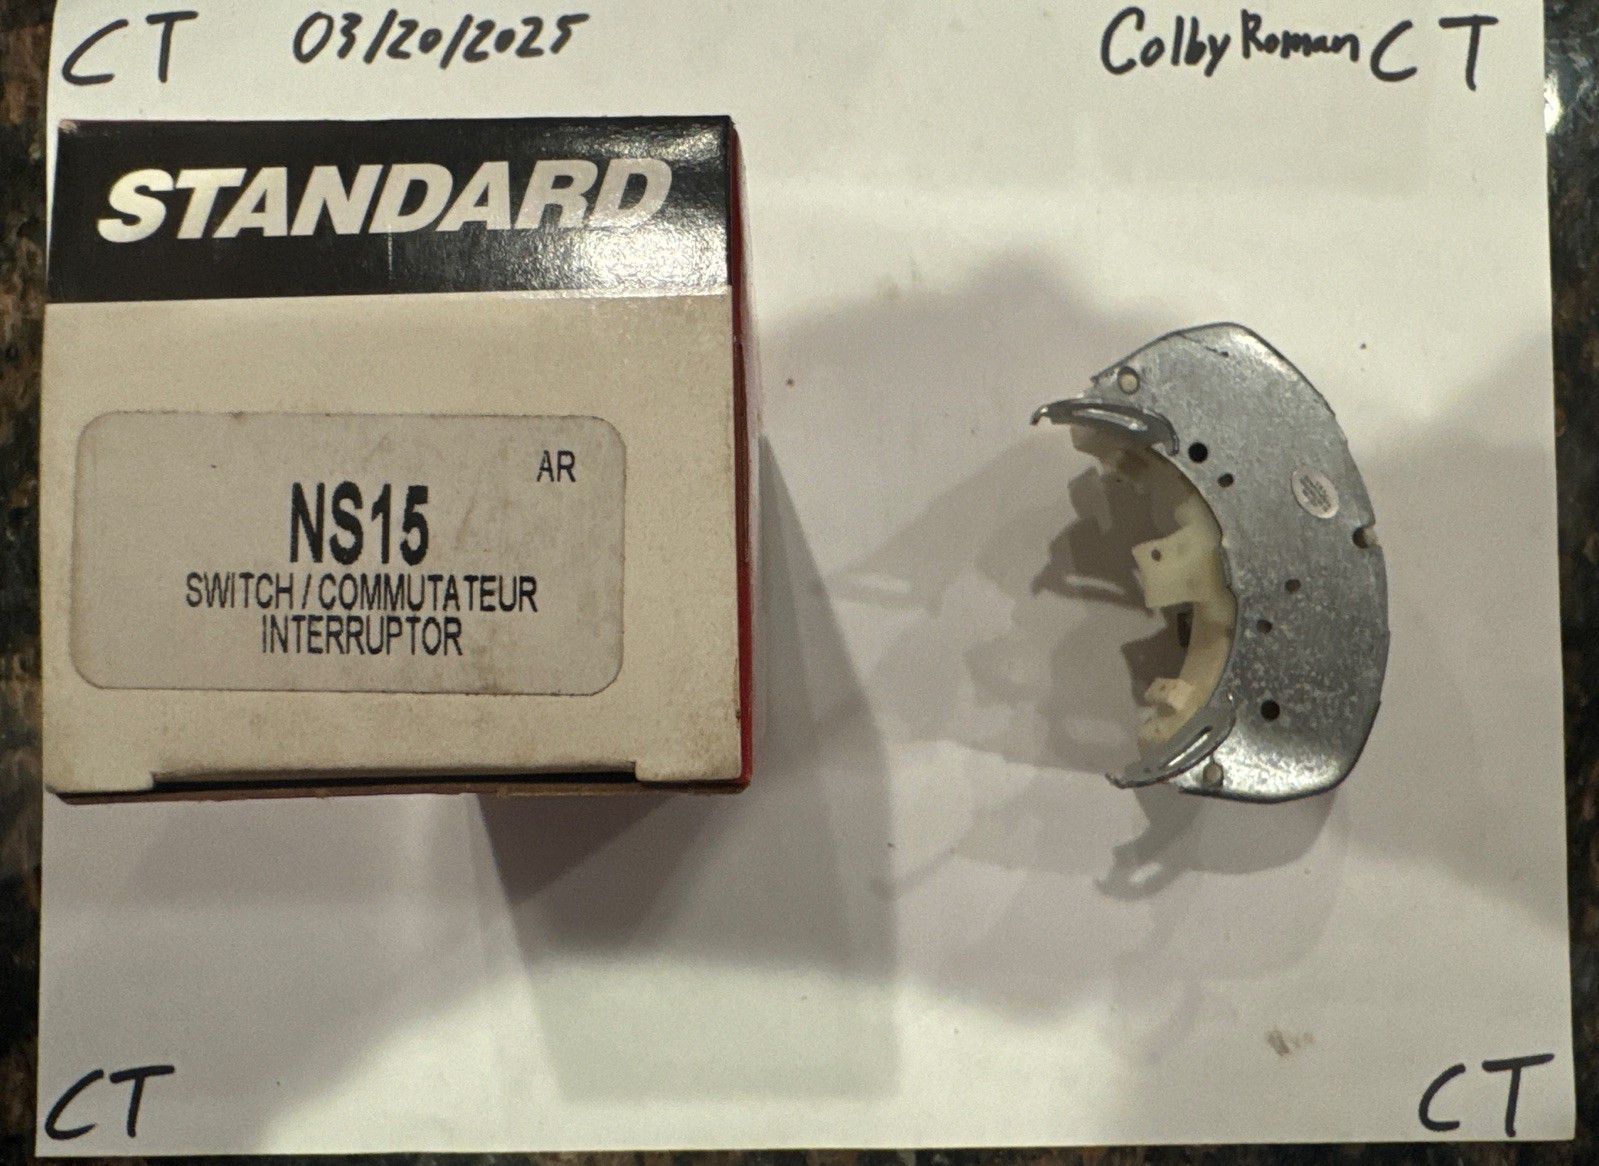 CT 03/20/2025 Colby Roman CT
STANDARD
AR
NS15
SWITCH / COMMUTATEUR
INTERRUPTOR
CT CT